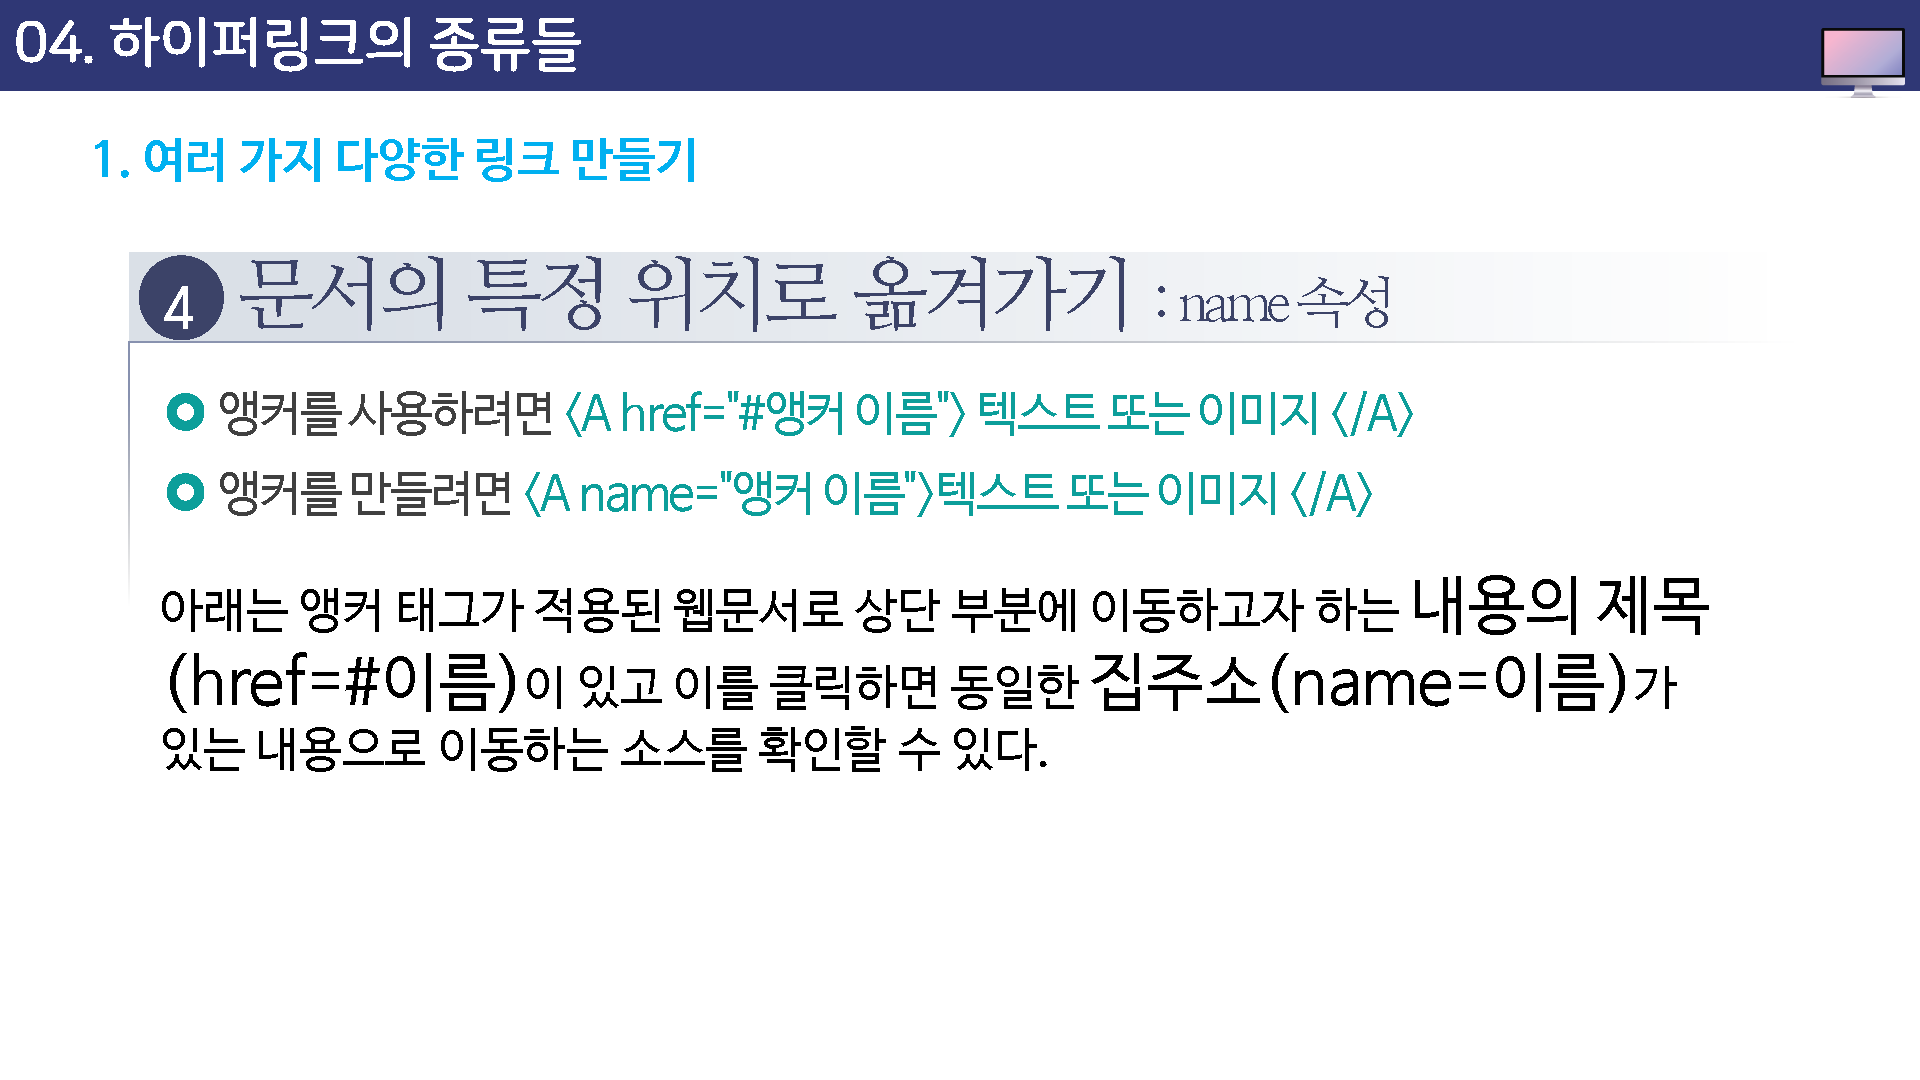 04. 하이퍼링크의 종류들
1. 여러 가지 다양한 링크 만들기
4 문서의 특정 위치로 옮겨가기 : name 속성
앵커를 사용하려면 <A href="#앵커 이름"> 텍스트 또는 이미지 </A>
앵커를 만들려면 <A name="앵커 이름">텍스트 또는 이미지 </A>
아래는 앵커 태그가 적용된 웹문서로 상단 부분에 이동하고자 하는 내용의 제목
(href=#이름)이 있고 이를 클릭하면 동일한 집주소(name=이름)가
있는 내용으로 이동하는 소스를 확인할 수 있다.